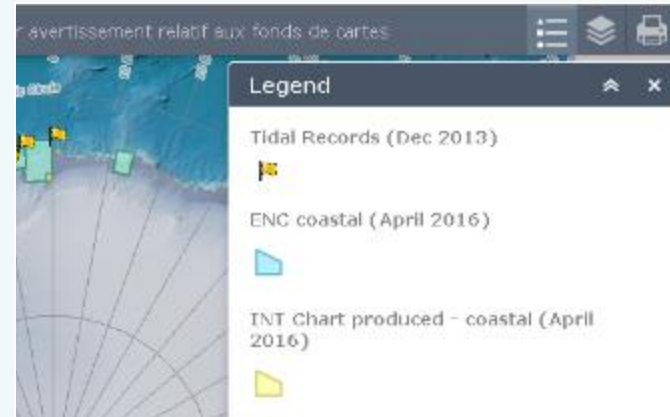 r avertissement relatif aux fonds de cartes
Legend
Tidal Records (Dec 2013)
ENC coastal (April 2016)
INT Chart produced - coastal (April
2016)